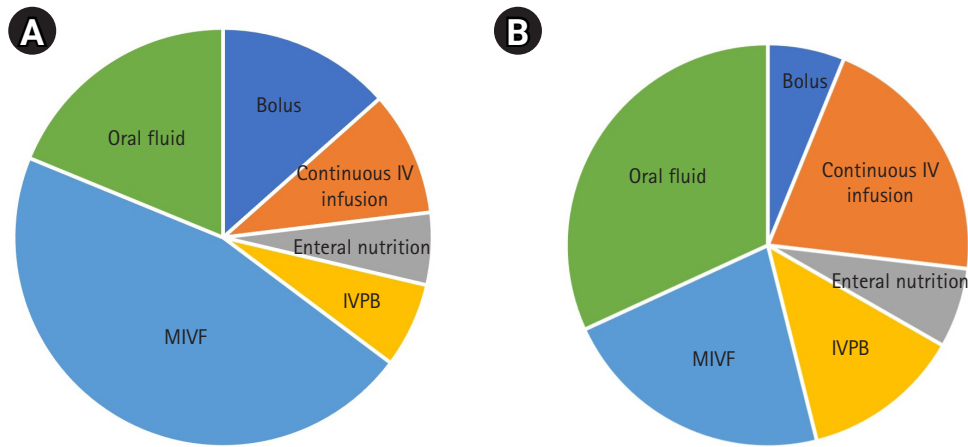 A
Bolus
Oral fluid
Continuous IV
infusion
Enteral nutrition
IVPB
MIVF
B
Bolus
Continuous IV
infusion
Oral fluid
Enteral nutrition
IVPB
MIVF